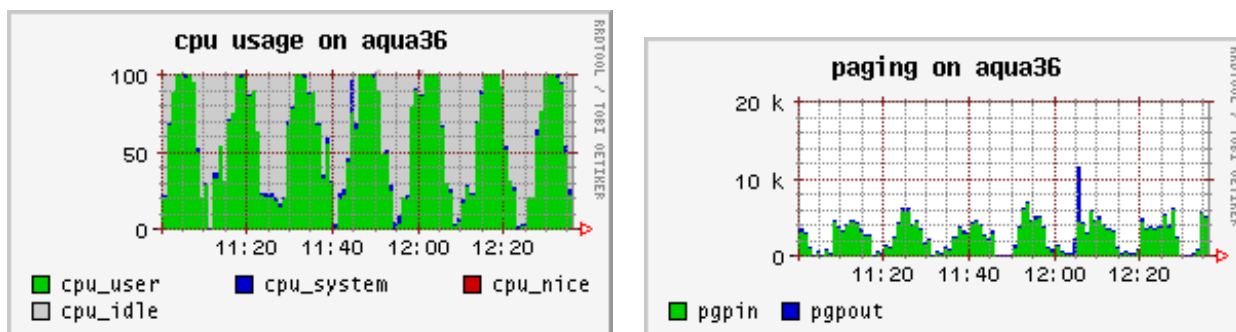 cpu usage on aqua36
100
50
0
11:20 11:40 12:00 12:20
cpu_user cpu_system cpu_nice
cpu_idle
RRDTOOL / TOBI OETIKER
paging on aqua36
20 k
10 k
0
11:20 11:40 12:00 12:20
pgpin pgpout
RRDTOOL / TOBI OETIKER